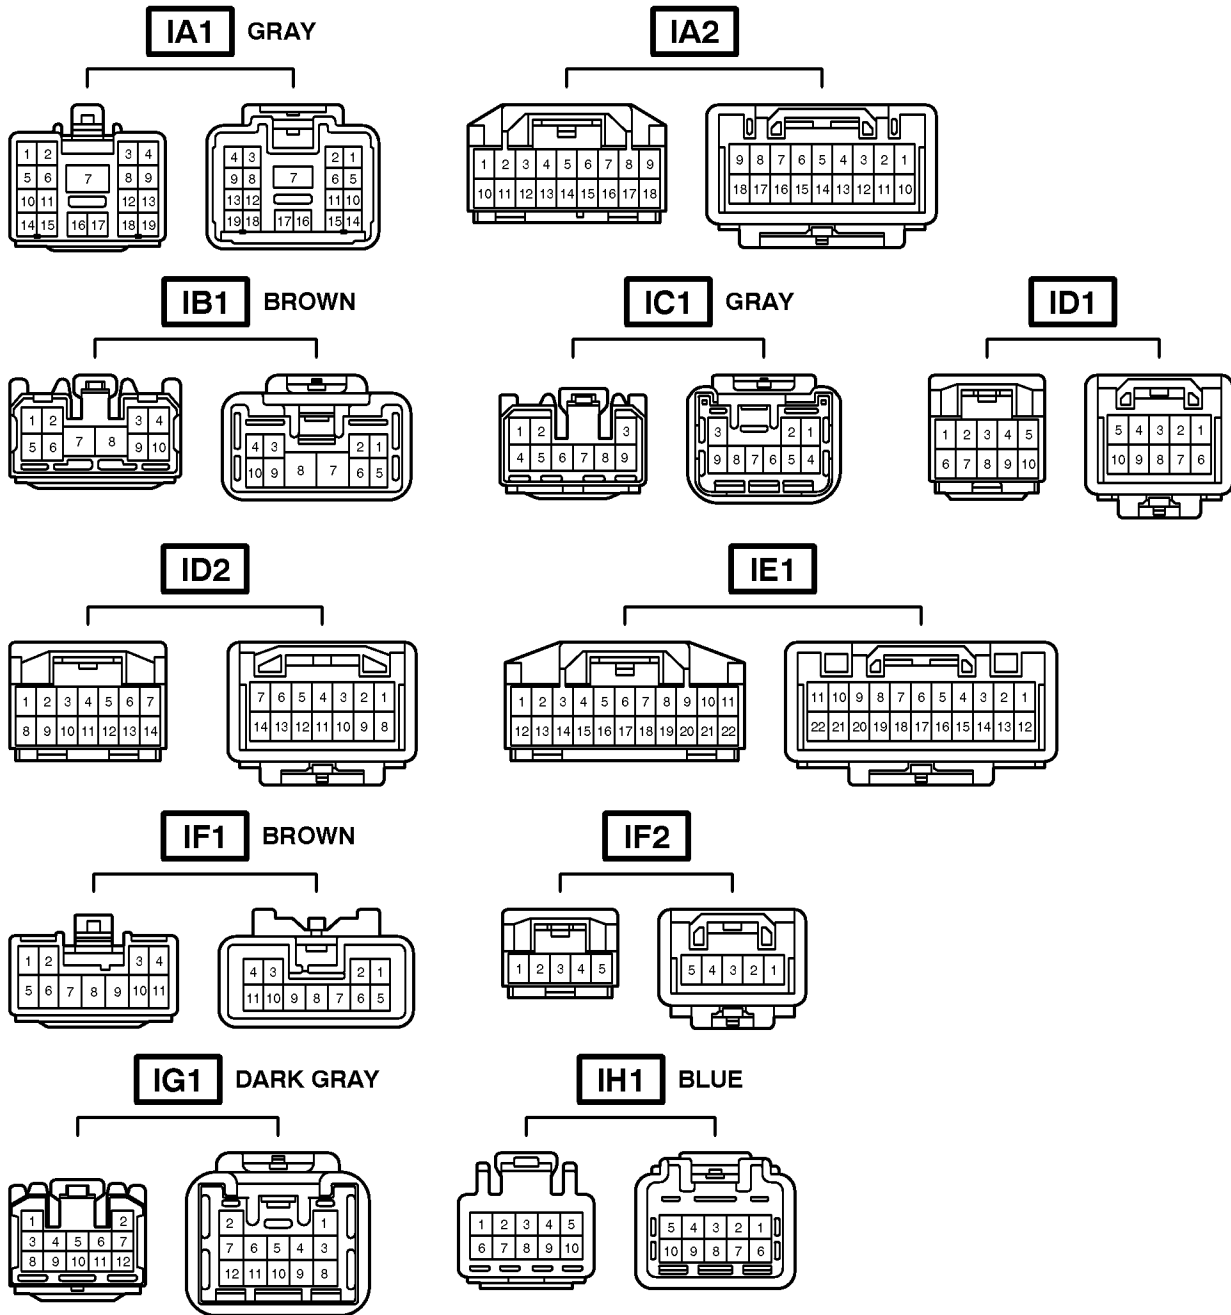 IA1 GRAY IA2
1 2 3 4 4 3 2 1
1 2 3 4 5 6 7 8 9 9 8 7 6 5 4 3 2 1
5 6 7 8 9 9 8 7 6 5
10 11 12 13 13 12 11 10
10 11 12 13 14 15 16 17 18 18 17 16 15 14 13 12 11 10
14 15 16 17 18 19 19 18 17 16 15 14
IB1 BROWN IC1 GRAY ID1
1 2 3 4 4 3 2 1 1 2 3 3 2 1 1 2 3 4 5 5 4 3 2 1
5 6 7 8 9 10 10 9 8 7 6 5 4 5 6 7 8 9 9 8 7 6 5 4 6 7 8 9 10 10 9 8 7 6
ID2 IE1
1 2 3 4 5 6 7 7 6 5 4 3 2 1 1 2 3 4 5 6 7 8 9 10 11 11 10 9 8 7 6 5 4 3 2 1
8 9 10 11 12 13 14 14 13 12 11 10 9 8 12 13 14 15 16 17 18 19 20 21 22 22 21 20 19 18 17 16 15 14 13 12
IF1 BROWN IF2
1 2 3 4 4 3 2 1 1 2 3 4 5 5 4 3 2 1
5 6 7 8 9 10 11 11 10 9 8 7 6 5
IG1 DARK GRAY IH1 BLUE
1 2 2 1 1 2 3 4 5 5 4 3 2 1
3 4 5 6 7 7 6 5 4 3 6 7 8 9 10 10 9 8 7 6
8 9 10 11 12 12 11 10 9 8